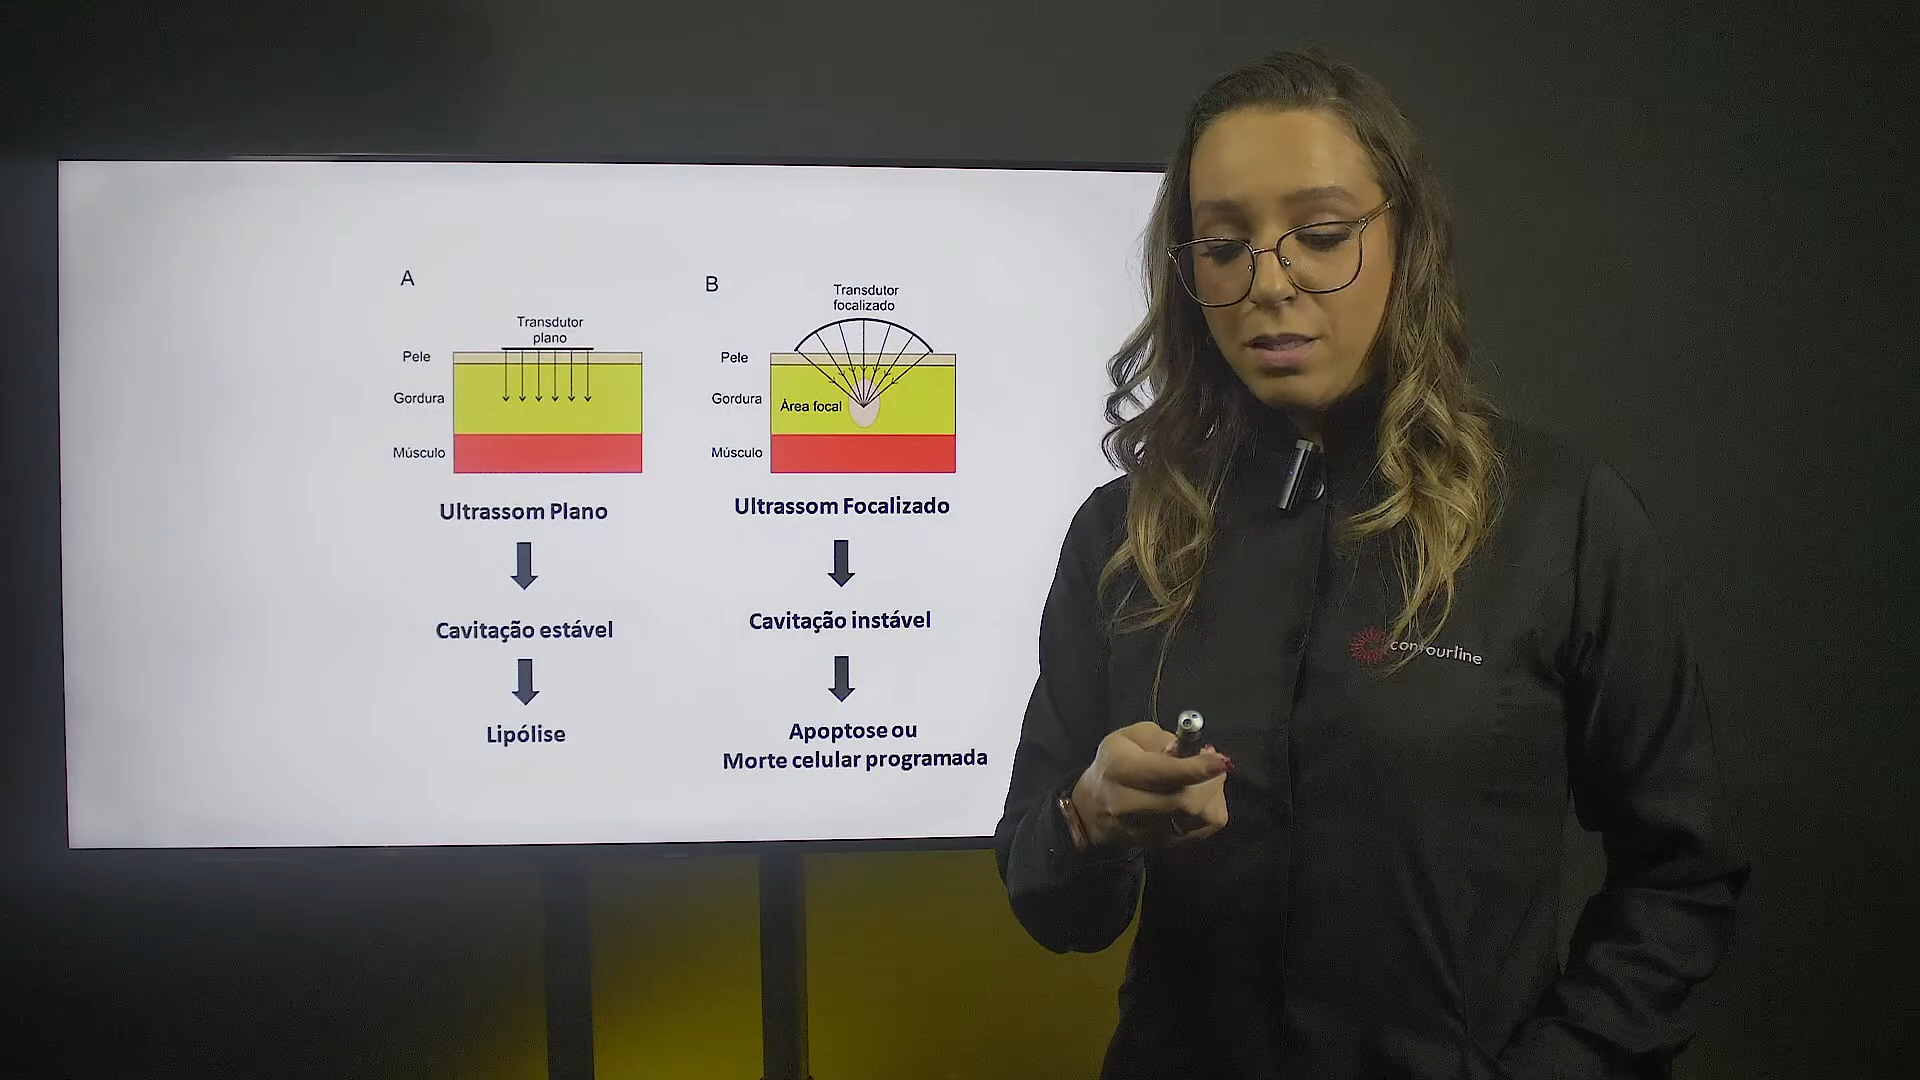 A
Transdutor
plano
Pele
Gordura
Músculo
Ultrassom Plano
Cavitação estável
Lipólise
B
Transdutor
focalizado
Pele
Gordura
Área focal
Músculo
Ultrassom Focalizado
Cavitação instável
Apoptose ou
Morte celular programada
contourline